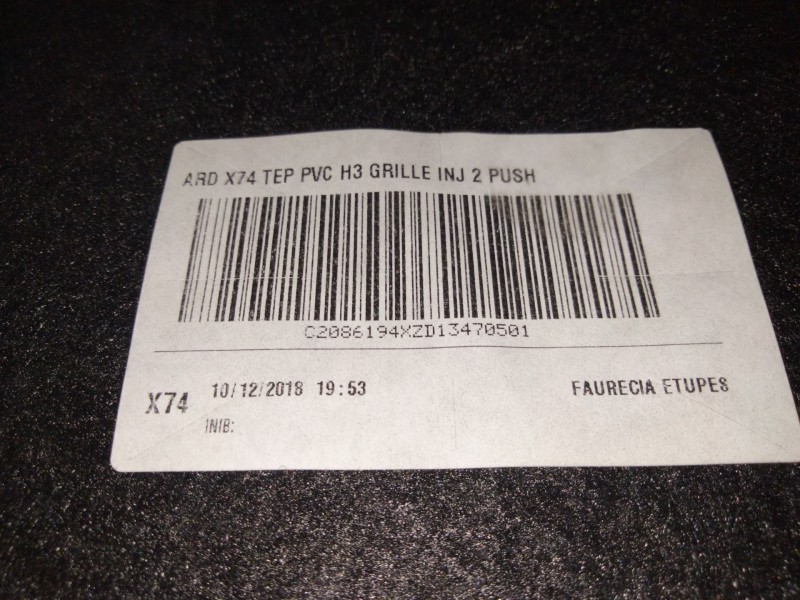 ARD X74 TEP PVC H3 GRILLE INJ 2 PUSH
C2086194XZD13470501
X74 10/12/2018 19:53 FAURECIA ETUPES
INIB: